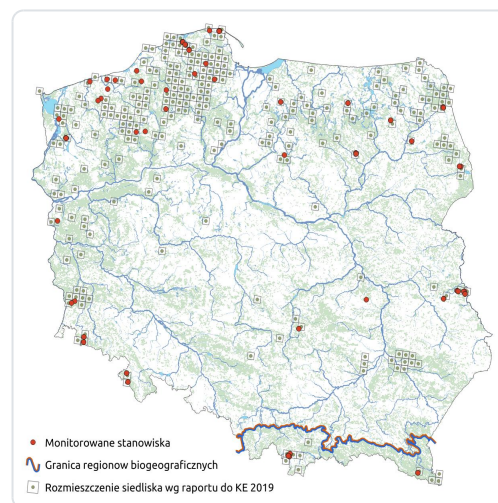 Monitorowane stanowiska
Granica regionow biogeograficznych
Rozmieszczenie siedliska wg raportu do KE 2019